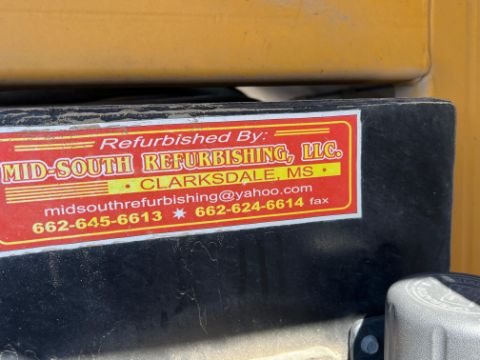 Refurbished By:
MID-SOUTH REFURBISHING, LLC.
· CLARKSDALE, MS ·
midsouthrefurbishing@yahoo.com
662-645-6613 * 662-624-6614 fax